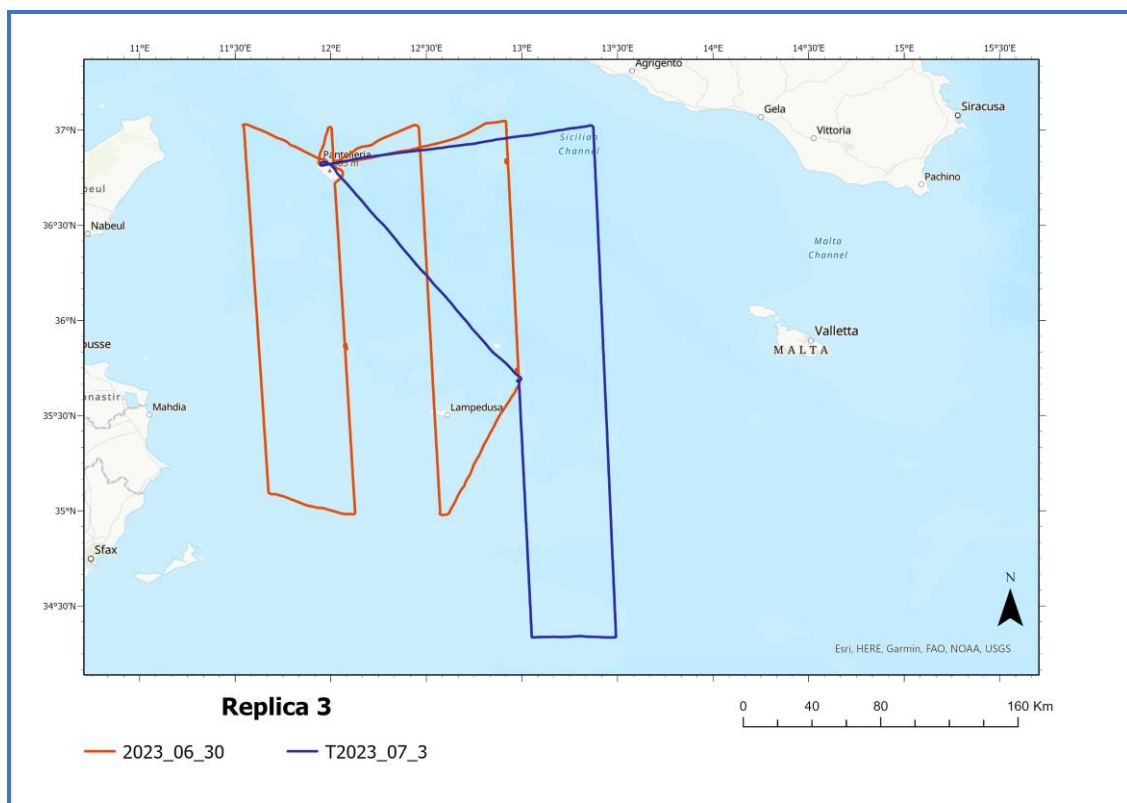 11°E 11°30'E 12°E 12°30'E 13°E 13°30'E 14°E 14°30'E 15°E 15°30'E
Agrigento
Gela
Siracusa
Vittoria
37°N
Sicilian
Channel
Pantelleria
Pachino
beul
36°30'N
Nabeul
Malta
Channel
36°N
Valletta
MALTA
ousse
onastir
Mahdia
35°30'N
Lampedusa
35°N
Sfax
34°30'N
N
Esri, HERE, Garmin, FAO, NOAA, USGS
Replica 3
0 40 80 160 Km
2023_06_30 T2023_07_3